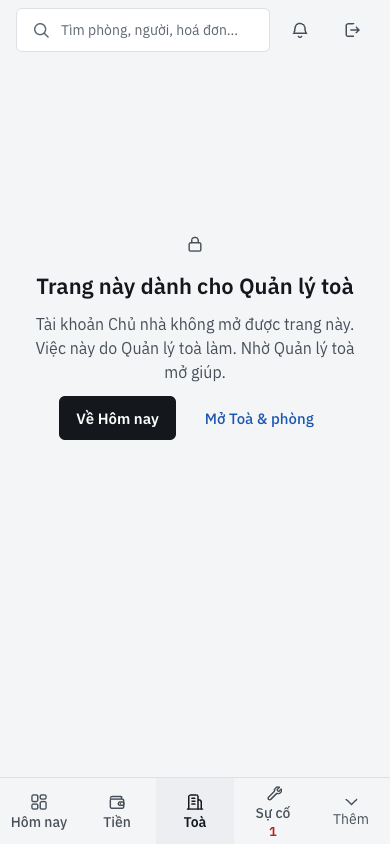 Tìm phòng, người, hoá đơn...
Trang này dành cho Quản lý toà
Tài khoản Chủ nhà không mở được trang này.
Việc này do Quản lý toà làm. Nhờ Quản lý toà
mở giúp.
Về Hôm nay
Mở Toà & phòng
Hôm nay
Tiền
Toà
Sự cố
1
Thêm